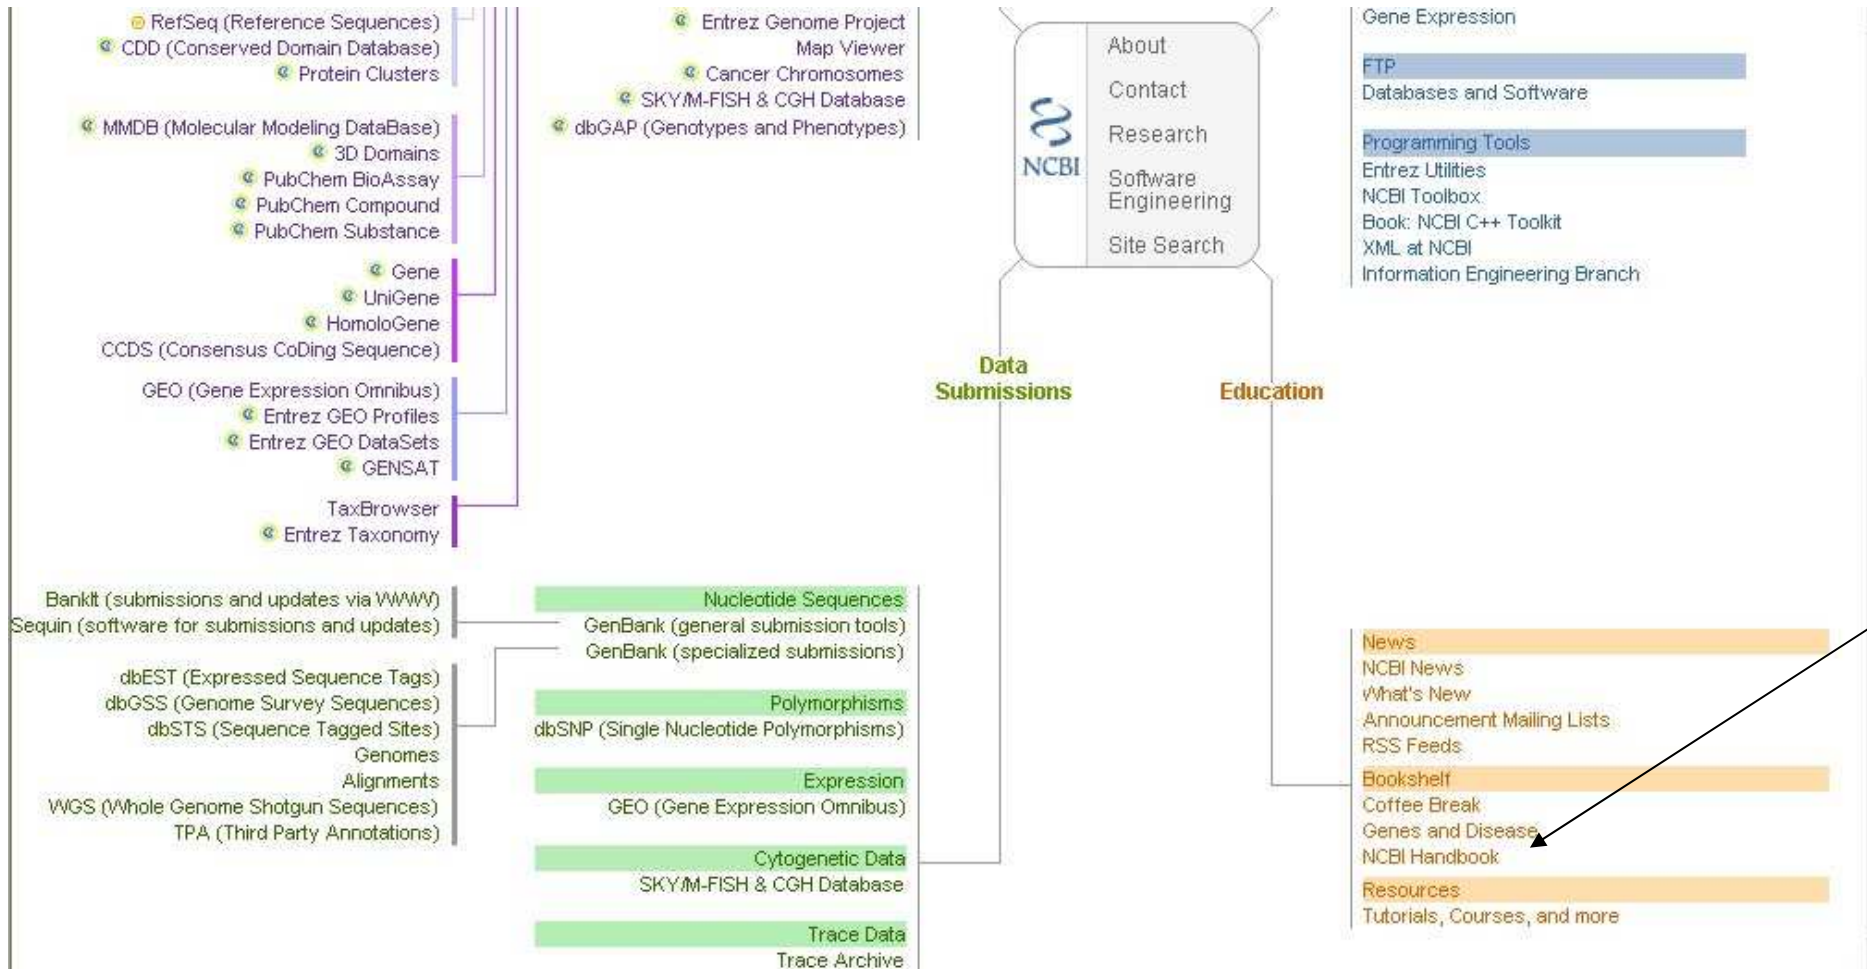 RefSeq (Reference Sequences)
CDD (Conserved Domain Database)
Protein Clusters
MMDB (Molecular Modeling DataBase)
3D Domains
PubChem BioAssay
PubChem Compound
PubChem Substance
Gene
UniGene
HomoloGene
CCDS (Consensus CoDing Sequence)
GEO (Gene Expression Omnibus)
Entrez GEO Profiles
Entrez GEO DataSets
GENSAT
TaxBrowser
Entrez Taxonomy
Entrez Genome Project
Map Viewer
Cancer Chromosomes
SKY/M-FISH & CGH Database
dbGAP (Genotypes and Phenotypes)
NCBI
About
Contact
Research
Software
Engineering
Site Search
Gene Expression
FTP
Databases and Software
Programming Tools
Entrez Utilities
NCBI Toolbox
Book: NCBI C++ Toolkit
XML at NCBI
Information Engineering Branch
Data
Submissions
Education
BankIt (submissions and updates via WWW)
Sequin (software for submissions and updates)
dbEST (Expressed Sequence Tags)
dbGSS (Genome Survey Sequences)
dbSTS (Sequence Tagged Sites)
Genomes
Alignments
WGS (Whole Genome Shotgun Sequences)
TPA (Third Party Annotations)
Nucleotide Sequences
GenBank (general submission tools)
GenBank (specialized submissions)
Polymorphisms
dbSNP (Single Nucleotide Polymorphisms)
Expression
GEO (Gene Expression Omnibus)
Cytogenetic Data
SKY/M-FISH & CGH Database
Trace Data
Trace Archive
News
NCBI News
What's New
Announcement Mailing Lists
RSS Feeds
Bookshelf
Coffee Break
Genes and Disease
NCBI Handbook
Resources
Tutorials, Courses, and more